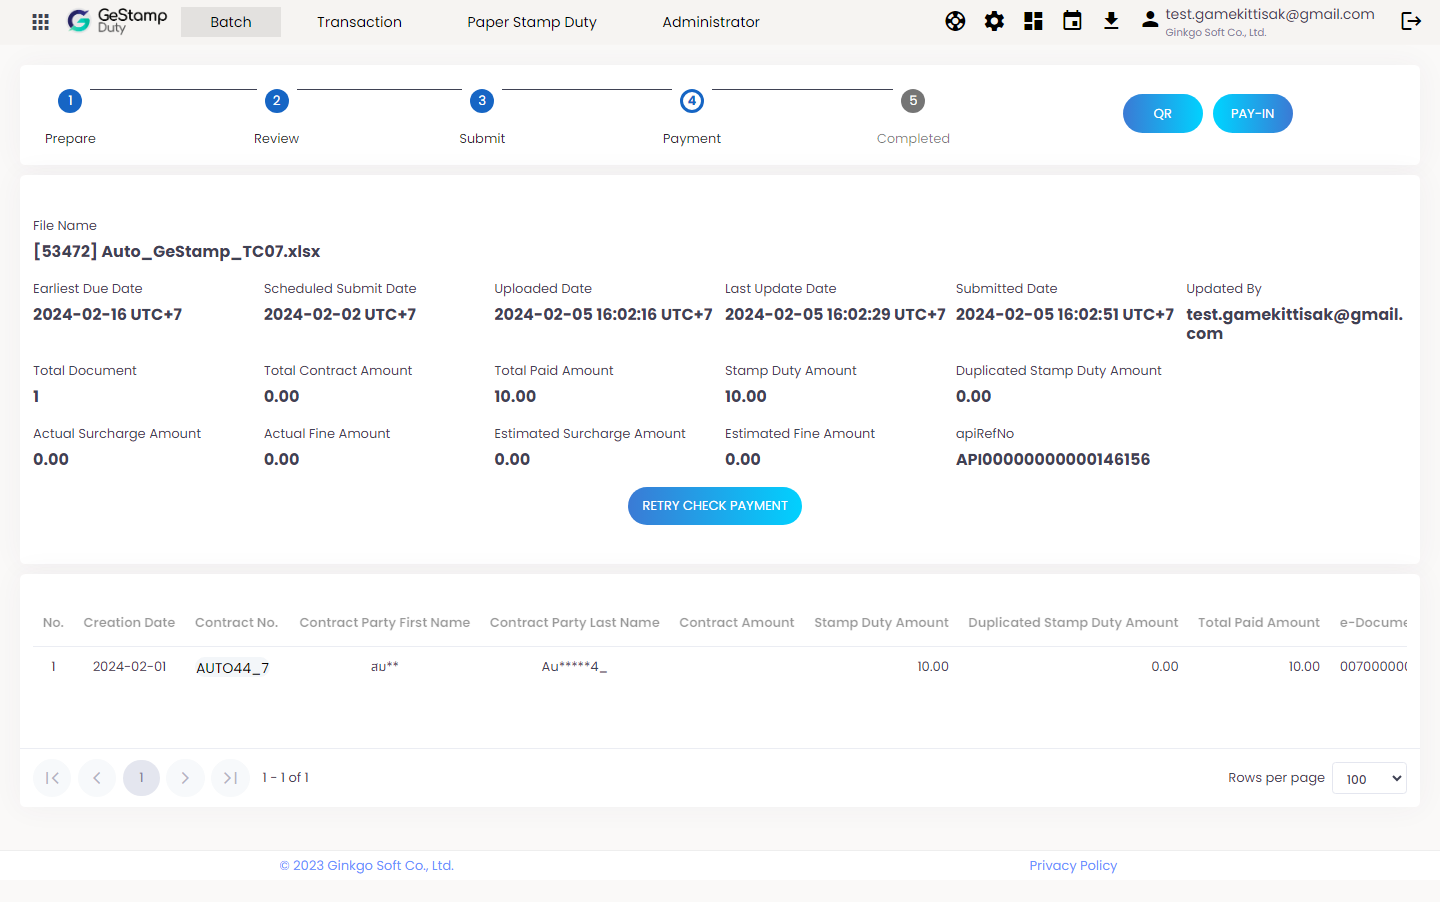 GeStamp
Duty
Batch
Transaction
Paper Stamp Duty
Administrator
test.gamekittisak@gmail.com
Ginkgo Soft Co., Ltd.
1
2
3
4
5
Prepare
Review
Submit
Payment
Completed
QR
PAY-IN
File Name
[53472] Auto_GeStamp_TC07.xlsx
Earliest Due Date
Scheduled Submit Date
Uploaded Date
Last Update Date
Submitted Date
Updated By
2024-02-16 UTC+7
2024-02-02 UTC+7
2024-02-05 16:02:16 UTC+7
2024-02-05 16:02:29 UTC+7
2024-02-05 16:02:51 UTC+7
test.gamekittisak@gmail.
com
Total Document
Total Contract Amount
Total Paid Amount
Stamp Duty Amount
Duplicated Stamp Duty Amount
1
0.00
10.00
10.00
0.00
Actual Surcharge Amount
Actual Fine Amount
Estimated Surcharge Amount
Estimated Fine Amount
apiRefNo
0.00
0.00
0.00
0.00
API00000000000146156
RETRY CHECK PAYMENT
No. Creation Date Contract No. Contract Party First Name Contract Party Last Name Contract Amount Stamp Duty Amount Duplicated Stamp Duty Amount Total Paid Amount e-Docume
1 2024-02-01 AUTO44_7 สม** Au*****4_ 10.00 0.00 10.00 00700000
1
1 - 1 of 1
Rows per page
100
© 2023 Ginkgo Soft Co., Ltd.
Privacy Policy